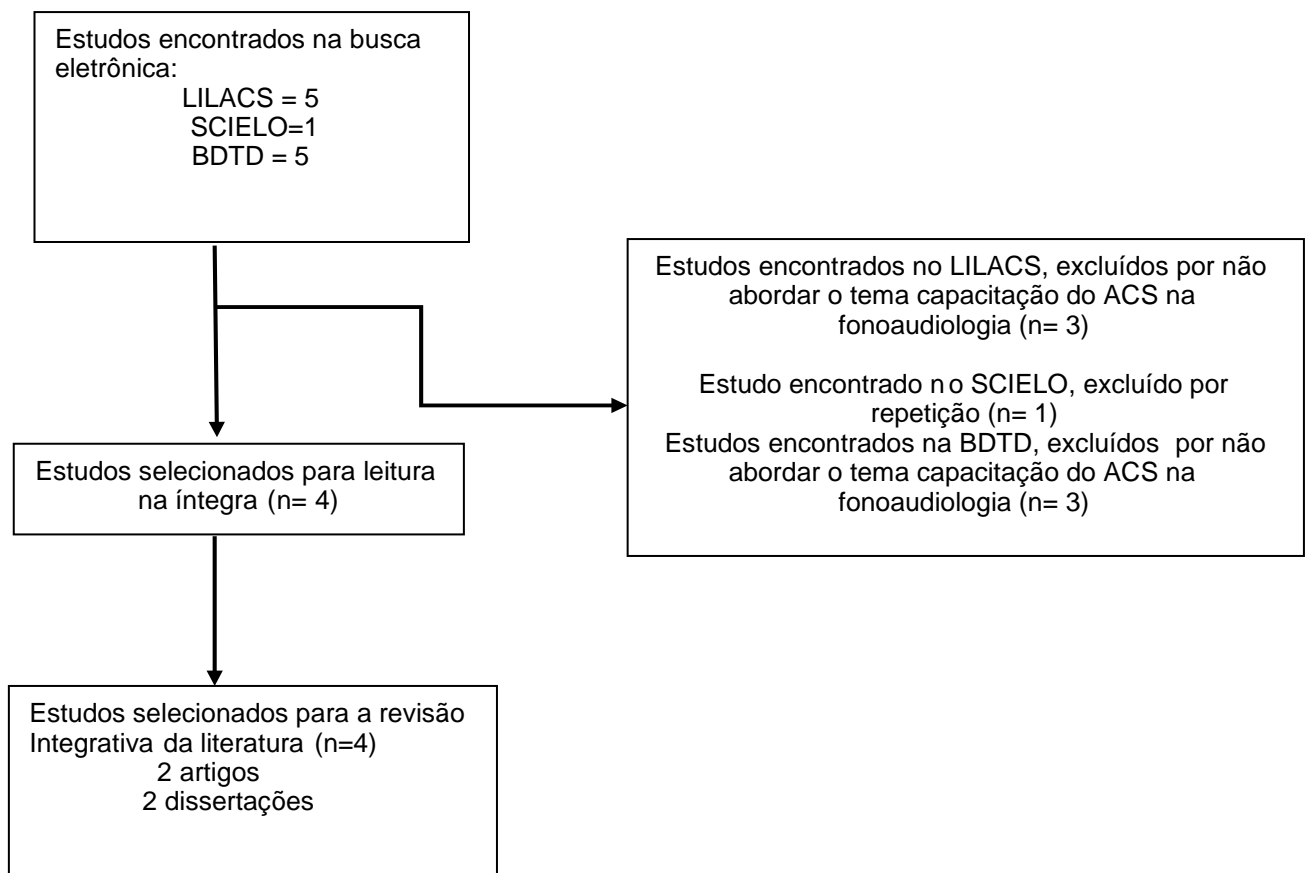 Estudos encontrados na busca
eletrônica:
LILACS = 5
SCIELO=1
BDTD = 5
Estudos encontrados no LILACS, excluídos por não
abordar o tema capacitação do ACS na
fonoaudiologia (n= 3)
Estudo encontrado no SCIELO, excluído por
repetição (n= 1)
Estudos encontrados na BDTD, excluídos por não
abordar o tema capacitação do ACS na
fonoaudiologia (n= 3)
Estudos selecionados para leitura
na íntegra (n= 4)
Estudos selecionados para a revisão
Integrativa da literatura (n=4)
2 artigos
2 dissertações